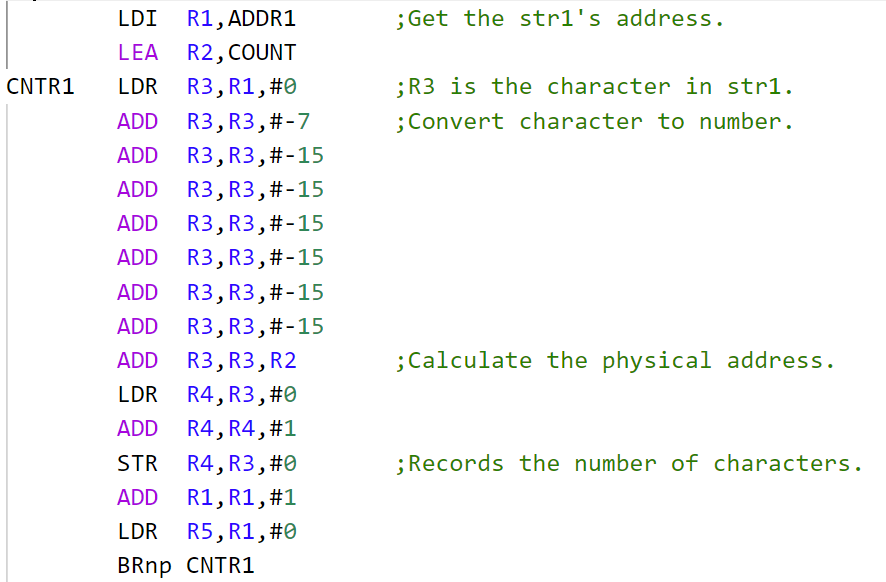 LDI R1,ADDR1 ;Get the str1's address.
LEA R2,COUNT
CNTR1 LDR R3,R1,#0 ;R3 is the character in str1.
ADD R3,R3,#-7 ;Convert character to number.
ADD R3,R3,#-15
ADD R3,R3,#-15
ADD R3,R3,#-15
ADD R3,R3,#-15
ADD R3,R3,#-15
ADD R3,R3,#-15
ADD R3,R3,R2 ;Calculate the physical address.
LDR R4,R3,#0
ADD R4,R4,#1
STR R4,R3,#0 ;Records the number of characters.
ADD R1,R1,#1
LDR R5,R1,#0
BRnp CNTR1